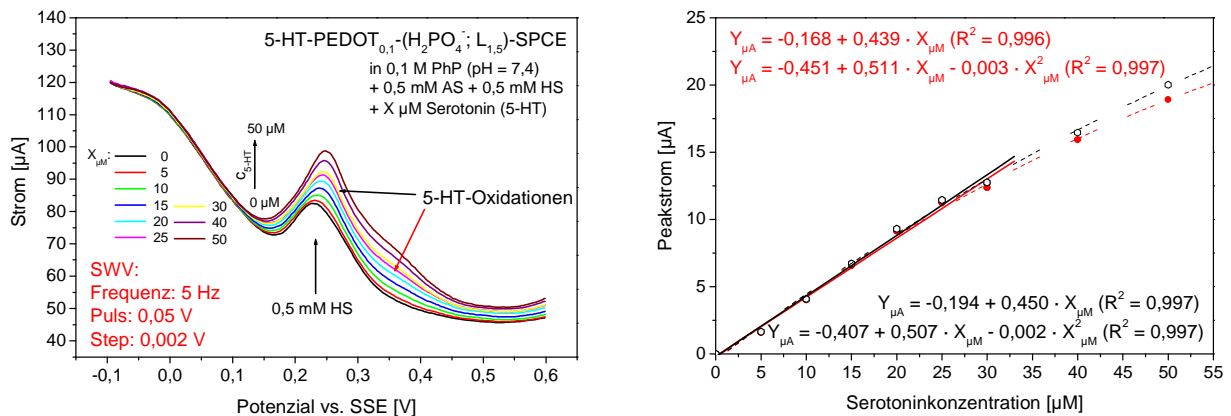 5-HT-PEDOT0,1-(H2PO4-; L1,5)-SPCE
in 0,1 M PhP (pH = 7,4)
+ 0,5 mM AS + 0,5 mM HS
+ X µM Serotonin (5-HT)
Strom [µA]
140
130
120
110
100
90
80
70
60
50
40
XµM:
0
5
10
15
20
25
30
40
50
50 µM
c5-HT
0 µM
5-HT-Oxidationen
0,5 mM HS
SWV:
Frequenz: 5 Hz
Puls: 0,05 V
Step: 0,002 V
-0,1 0,0 0,1 0,2 0,3 0,4 0,5 0,6
Potenzial vs. SSE [V]
YµA = -0,168 + 0,439 · XµM (R² = 0,996)
YµA = -0,451 + 0,511 · XµM - 0,003 · X²µM (R² = 0,997)
Peakstrom [µA]
25
20
15
10
5
0
YµA = -0,194 + 0,450 · XµM (R² = 0,997)
YµA = -0,407 + 0,507 · XµM - 0,002 · X²µM (R² = 0,997)
0 5 10 15 20 25 30 35 40 45 50 55
Serotoninkonzentration [µM]